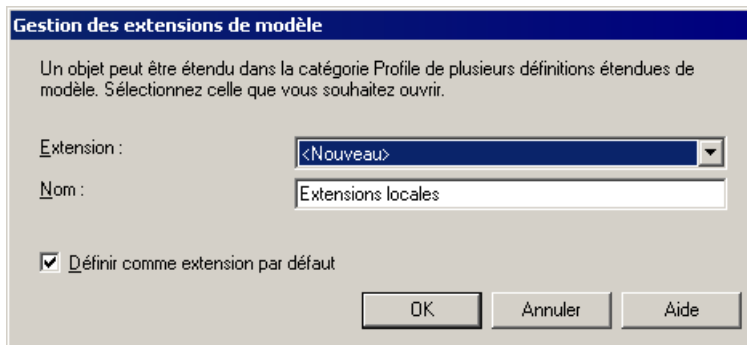 Gestion des extensions de modèle
Un objet peut être étendu dans la catégorie Profile de plusieurs définitions étendues de
modèle. Sélectionnez celle que vous souhaitez ouvrir.
Extension : <Nouveau>
Nom : Extensions locales
Définir comme extension par défaut
OK Annuler Aide